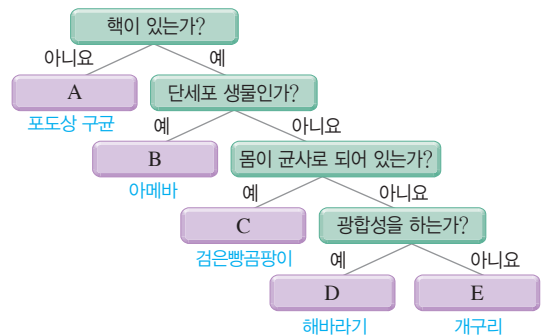 핵이 있는가?
아니요 예
A 단세포 생물인가?
포도상 구균
예 아니요
B 몸이 균사로 되어 있는가?
아메바
예 아니요
C 광합성을 하는가?
검은빵곰팡이
예 아니요
D E
해바라기 개구리